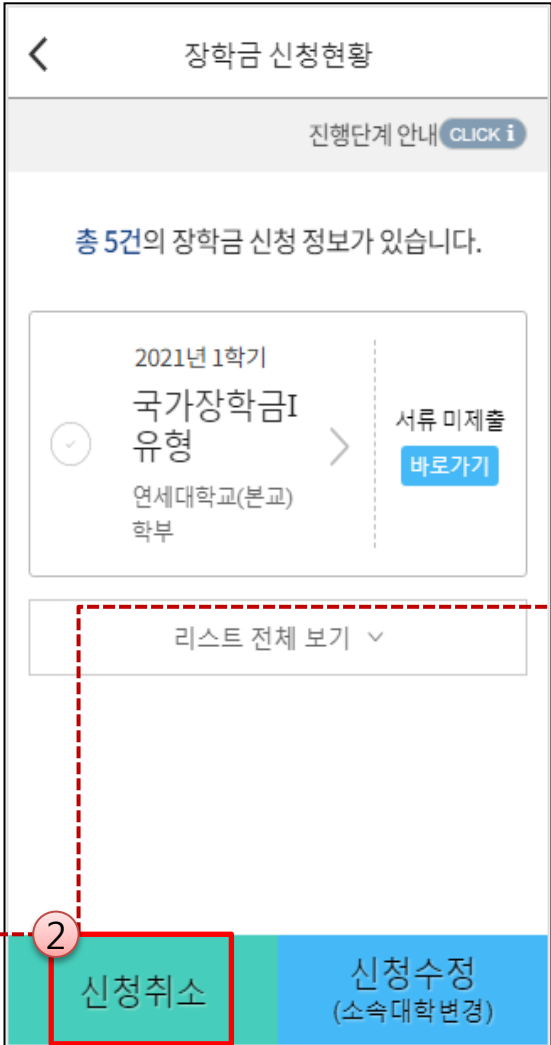 장학금 신청현황
진행단계 안내 CLICK i
총 5건의 장학금 신청 정보가 있습니다.
2021년 1학기
국가장학금I
유형
연세대학교(본교)
학부
서류 미제출
바로가기
리스트 전체 보기
2
신청취소
신청수정
(소속대학변경)